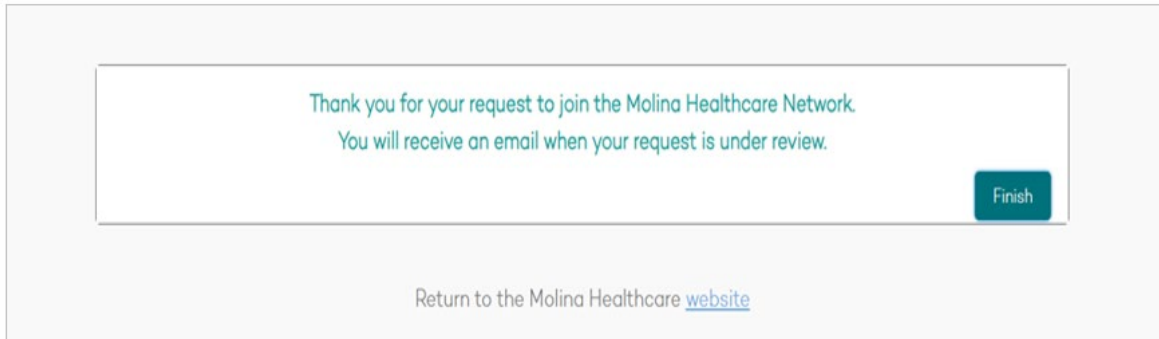 Thank you for your request to join the Molina Healthcare Network.
You will receive an email when your request is under review.
Finish
Return to the Molina Healthcare website